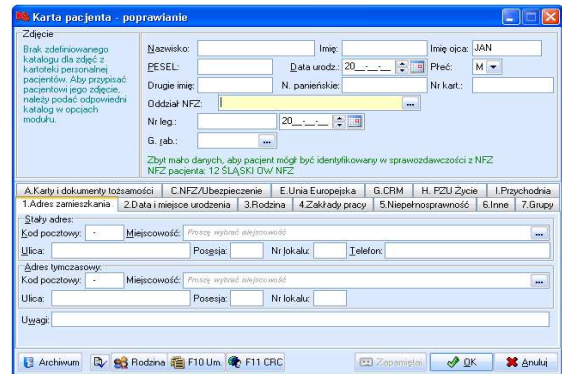 Karta pacjenta - poprawianie
Zdjęcie
Brak zdefiniowanego
katalogu dla zdjęć z
kartoteki personalnej
pacjentów. Aby przypisać
pacjentowi jego zdjęcie,
należy podać odpowiedni
katalog w opcjach
modułu.
Nazwisko: Imię: Imię ojca: JAN
PESEL: Data urodz.: 20__-__-__ Płeć: M
Drugie imię: N. panieńskie: Nr kart.:
Oddział NFZ: ...
Nr leg.: 20__-__-__
G. rab.: ...
Zbyt mało danych, aby pacjent mógł być identyfikowany w sprawozdawczości z NFZ
NFZ pacjenta: 12 ŚLĄSKI OW NFZ
A.Karty i dokumenty tożsamości C.NFZ/Ubezpieczenie E.Unia Europejska G.CRM H. PZU Życie I.Przychodnia
1.Adres zamieszkania 2.Data i miejsce urodzenia 3.Rodzina 4.Zakłady pracy 5.Niepełnosprawność 6.Inne 7.Grupy
Stały adres:
Kod pocztowy: - Miejscowość: Proszę wybrać miejscowość ...
Ulica: Posesja: Nr lokalu: Telefon:
Adres tymczasowy:
Kod pocztowy: - Miejscowość: Proszę wybrać miejscowość ...
Ulica: Posesja: Nr lokalu:
Uwagi:
Archiwum Rodzina F10 Um. F11 CRC Zapamiętaj OK Anuluj